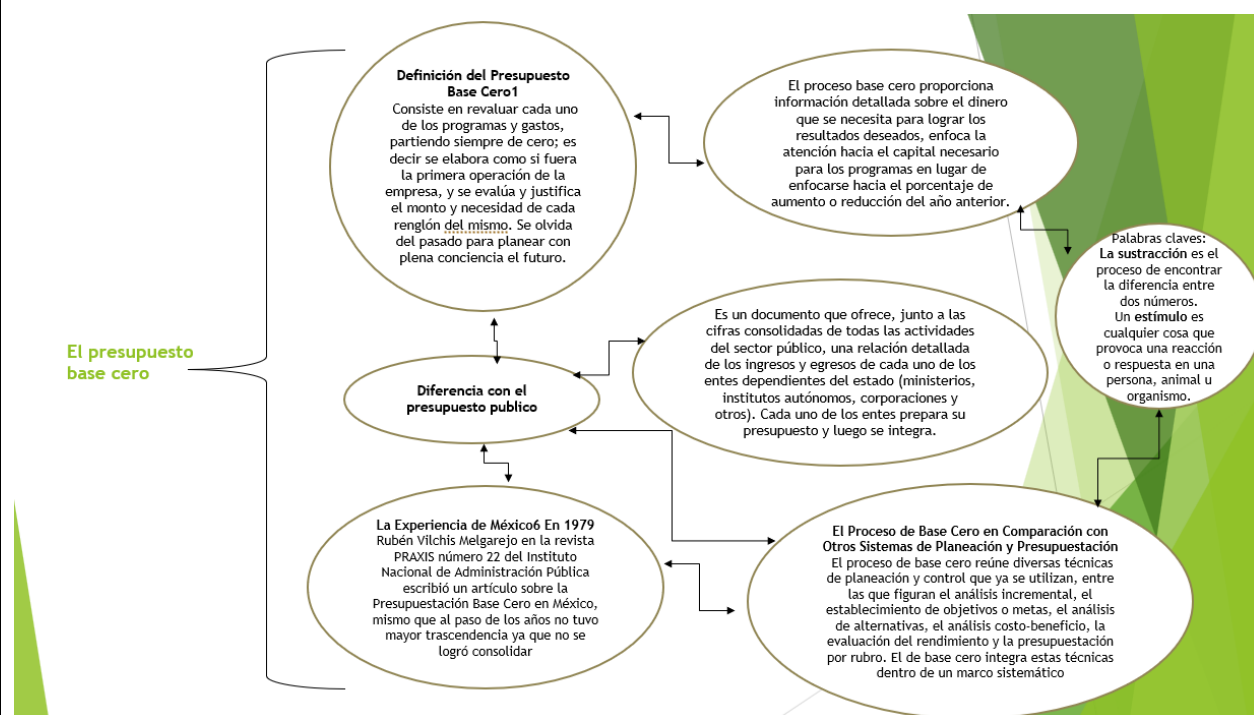 El presupuesto
base cero
Definición del Presupuesto
Base Cero1
Consiste en revaluar cada uno
de los programas y gastos,
partiendo siempre de cero; es
decir se elabora como si fuera
la primera operación de la
empresa, y se evalúa y justifica
el monto y necesidad de cada
renglón del mismo. Se olvida
del pasado para planear con
plena conciencia el futuro.
El proceso base cero proporciona
información detallada sobre el dinero
que se necesita para lograr los
resultados deseados, enfoca la
atención hacia el capital necesario
para los programas en lugar de
enfocarse hacia el porcentaje de
aumento o reducción del año anterior.
Palabras claves:
La sustracción es el
proceso de encontrar
la diferencia entre
dos números.
Un estímulo es
cualquier cosa que
provoca una reacción
o respuesta en una
persona, animal u
organismo.
Diferencia con el
presupuesto publico
Es un documento que ofrece, junto a las
cifras consolidadas de todas las actividades
del sector público, una relación detallada
de los ingresos y egresos de cada uno de los
entes dependientes del estado (ministerios,
institutos autónomos, corporaciones y
otros). Cada uno de los entes prepara su
presupuesto y luego se integra.
La Experiencia de México6 En 1979
Rubén Vilchis Melgarejo en la revista
PRAXIS número 22 del Instituto
Nacional de Administración Pública
escribió un artículo sobre la
Presupuestación Base Cero en México,
mismo que al paso de los años no tuvo
mayor trascendencia ya que no se
logró consolidar
El Proceso de Base Cero en Comparación con
Otros Sistemas de Planeación y Presupuestación
El proceso de base cero reúne diversas técnicas
de planeación y control que ya se utilizan, entre
las que figuran el análisis incremental, el
establecimiento de objetivos o metas, el análisis
de alternativas, el análisis costo-beneficio, la
evaluación del rendimiento y la presupuestación
por rubro. El de base cero integra estas técnicas
dentro de un marco sistemático